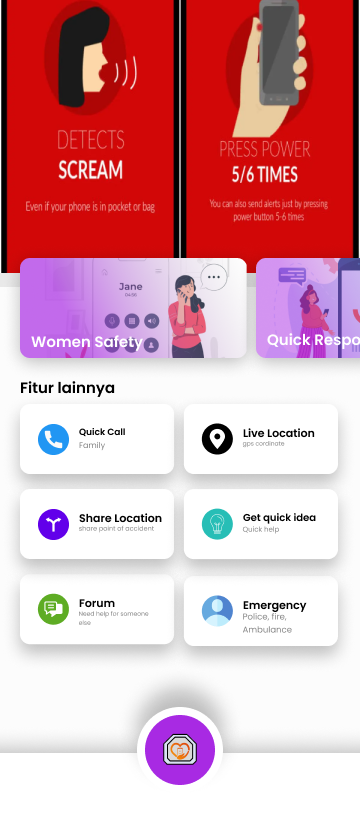 DETECTS
SCREAM
Even if your phone is in pocket or bag
PRESS POWER
5/6 TIMES
You can also send alerts just by pressing
power button 5-6 times
Jane
04:08
Women Safety
Quick Respo
Fitur lainnya
Quick Call
Family
Live Location
gps cordinate
Share Location
share point of accident
Get quick idea
Quick help
Forum
Need help for someone
else
Emergency
Police, fire,
Ambulance